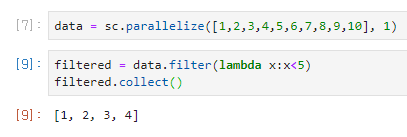 [7]: data = sc.parallelize([1,2,3,4,5,6,7,8,9,10], 1)
[9]: filtered = data.filter(lambda x:x<5)
filtered.collect()
[9]: [1, 2, 3, 4]